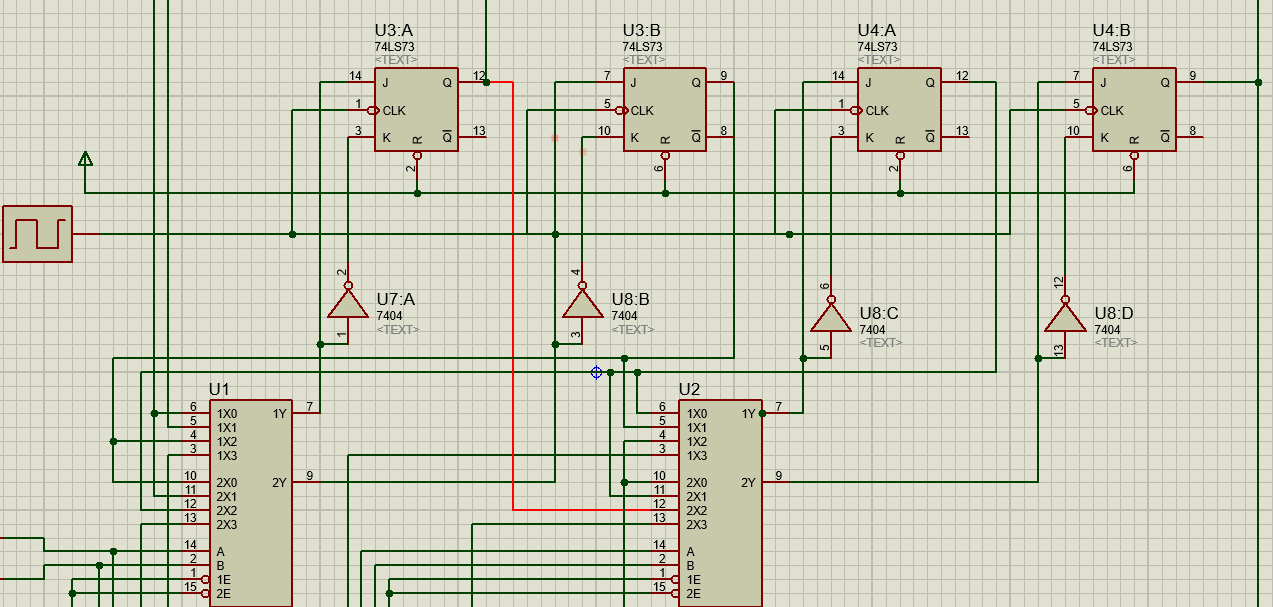 U3:A
74LS73
<TEXT>
14 J Q 12
1 CLK
3 K Q 13
R
2
U3:B
74LS73
<TEXT>
7 J Q 9
5 CLK
10 K Q 8
R
6
U4:A
74LS73
<TEXT>
14 J Q 12
1 CLK
3 K Q 13
R
2
U4:B
74LS73
<TEXT>
7 J Q 9
5 CLK
10 K Q 8
R
6
2
U7:A
7404
<TEXT>
1
4
U8:B
7404
<TEXT>
3
6
U8:C
7404
<TEXT>
5
12
U8:D
7404
<TEXT>
13
U1
6 1X0 1Y 7
5 1X1
4 1X2
3 1X3
10 2X0 2Y 9
11 2X1
12 2X2
13 2X3
14 A
2 B
1 1E
15 2E
U2
6 1X0 1Y 7
5 1X1
4 1X2
3 1X3
10 2X0 2Y 9
11 2X1
12 2X2
13 2X3
14 A
2 B
1 1E
15 2E